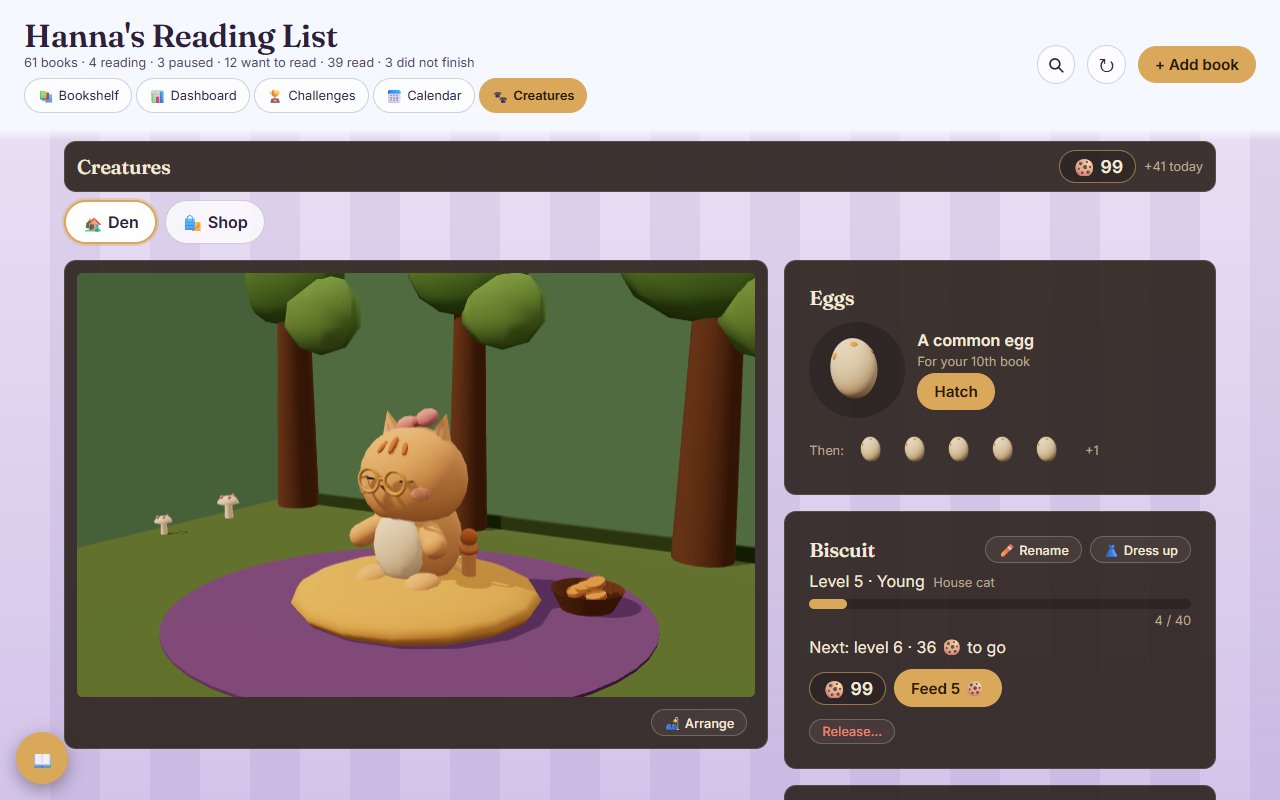 Hanna's Reading List
61 books · 4 reading · 3 paused · 12 want to read · 39 read · 3 did not finish
Bookshelf
Dashboard
Challenges
Calendar
Creatures
+ Add book
Creatures
99
+41 today
Den
Shop
Eggs
A common egg
For your 10th book
Hatch
Then:
+1
Biscuit
Rename
Dress up
Level 5 · Young House cat
4 / 40
Next: level 6 · 36 to go
99
Feed 5
Release...
Arrange